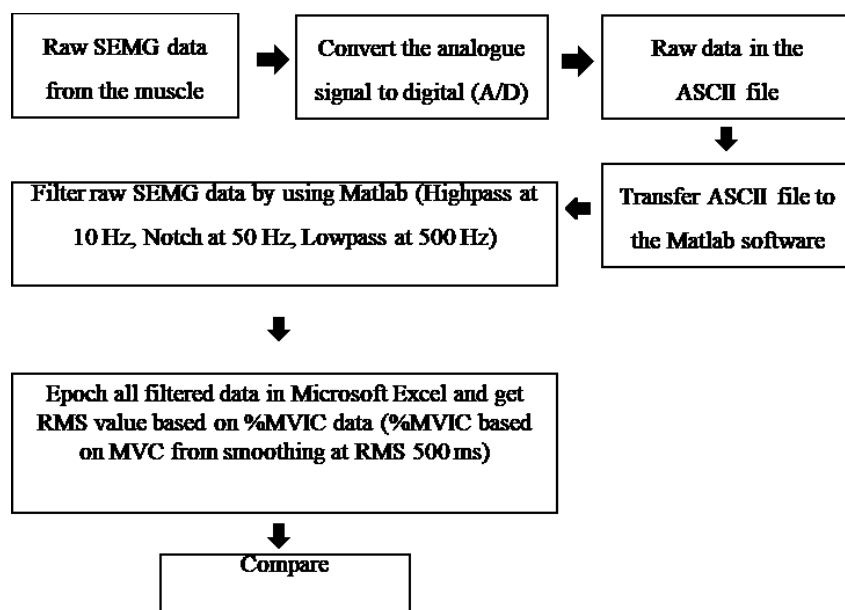 Raw SEMG data
from the muscle
Convert the analogue
signal to digital (A/D)
Raw data in the
ASCII file
Transfer ASCII file to
the Matlab software
Filter raw SEMG data by using Matlab (Highpass at
10 Hz, Notch at 50 Hz, Lowpass at 500 Hz)
Epoch all filtered data in Microsoft Excel and get
RMS value based on %MVIC data (%MVIC based
on MVC from smoothing at RMS 500 ms)
Compare